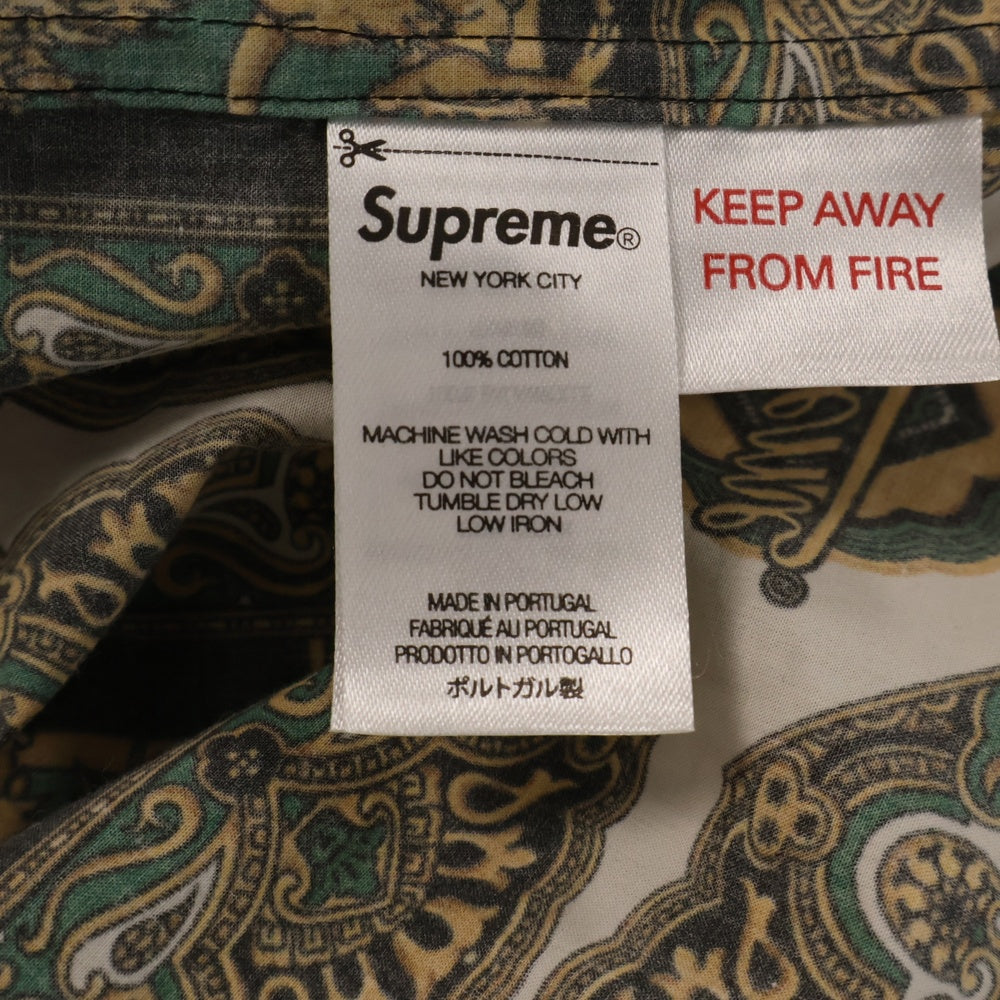 Supreme®
NEW YORK CITY
100% COTTON
MACHINE WASH COLD WITH
LIKE COLORS
DO NOT BLEACH
TUMBLE DRY LOW
LOW IRON
MADE IN PORTUGAL
FABRIQUÉ AU PORTUGAL
PRODOTTO IN PORTOGALLO
ポルトガル製
KEEP AWAY
FROM FIRE